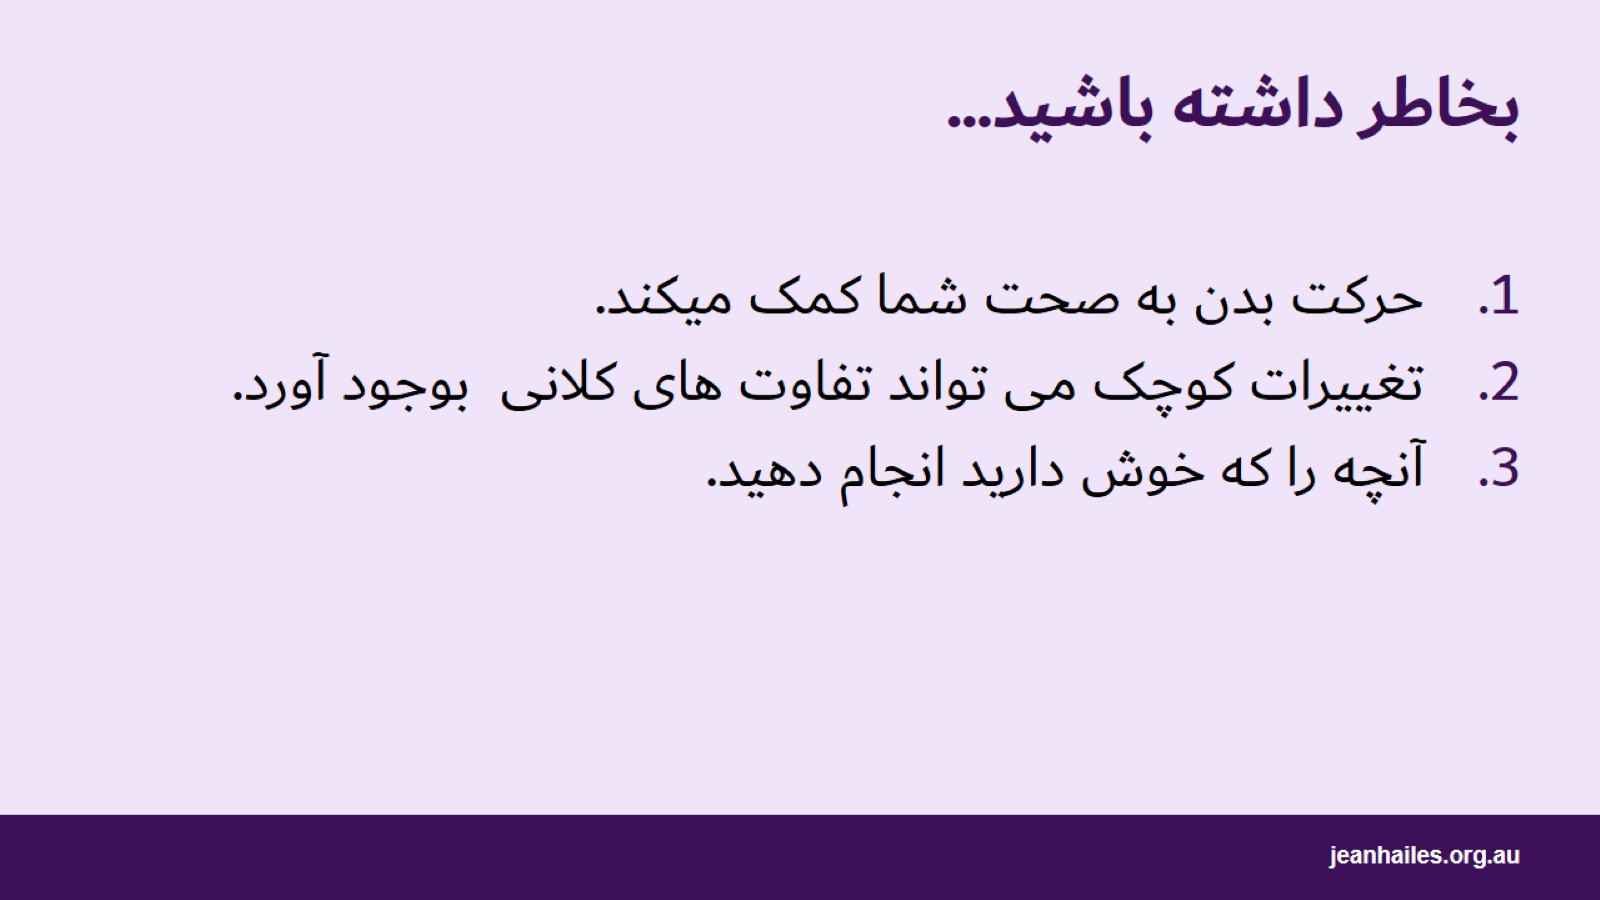 بخاطر داشته باشید...
1. حرکت بدن به صحت شما کمک میکند.
2. تغییرات کوچک می تواند تفاوت های کلانی  بوجود آورد.
3. آنچه را که خوش دارید انجام دهید.
jeanhailes.org.au